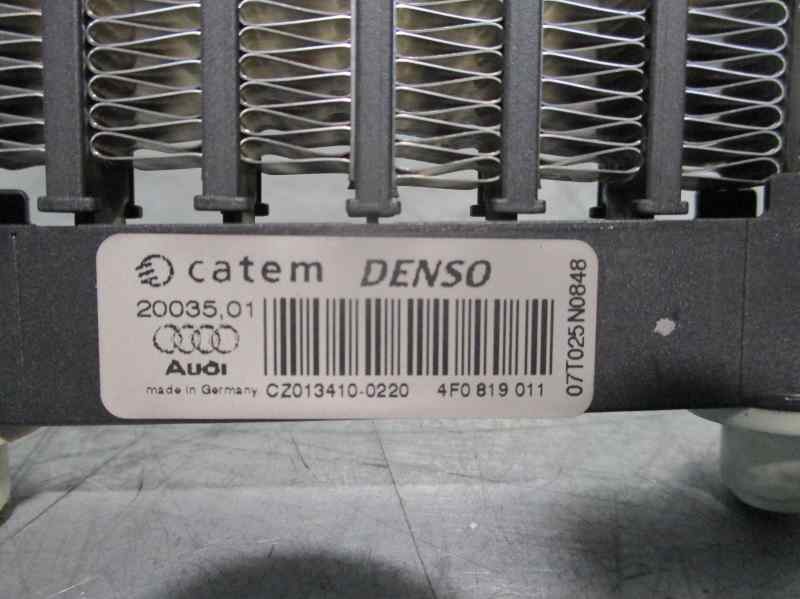 catem DENSO
20035,01
Audi
made in Germany CZ013410-0220 4F0 819 011
07T025N0848